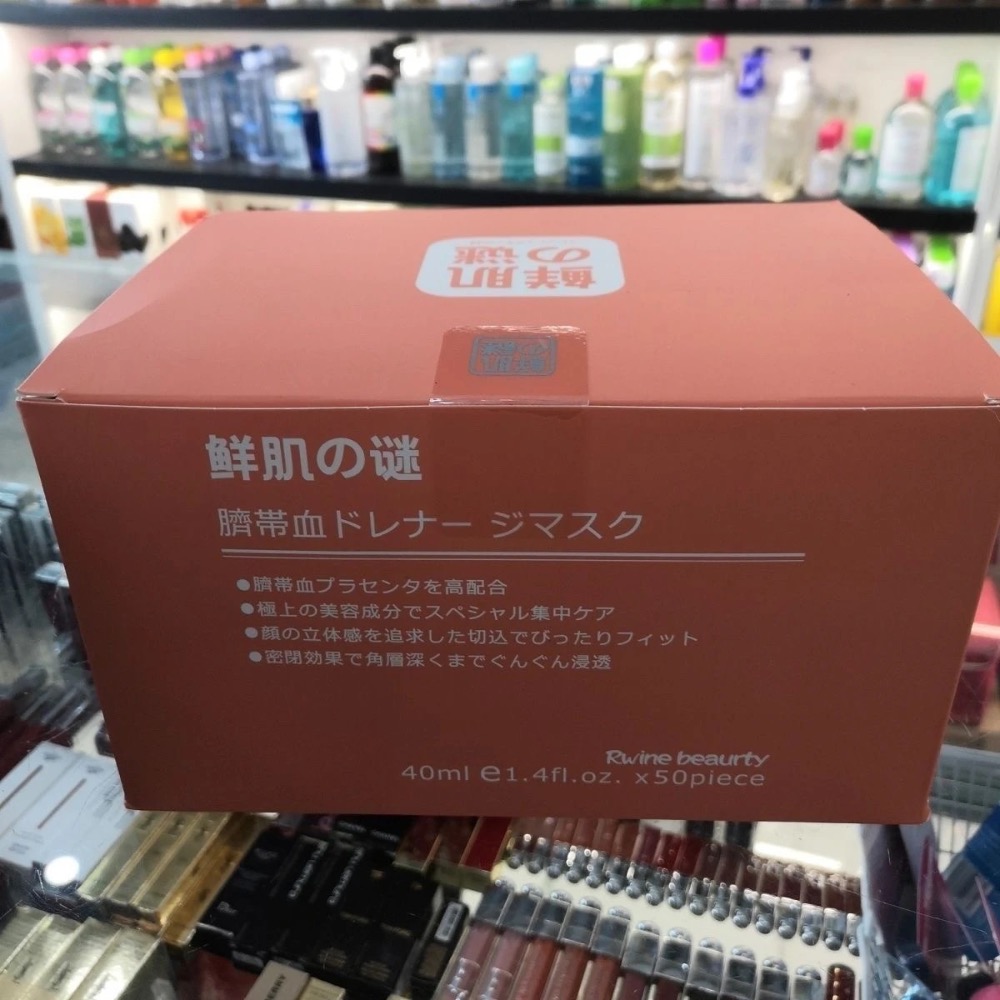 鮮肌
の谜
鮮肌の谜
臍帯血ドレナー ジマスク
●臍帯血プラセンタを高配合
●極上の美容成分でスペシャル集中ケア
●顔の立体感を追求した切込でびったりフィット
●密閉効果で角層深くまでぐんぐん浸透
Rwine beaurty
40ml e1.4fl.oz. x50piece